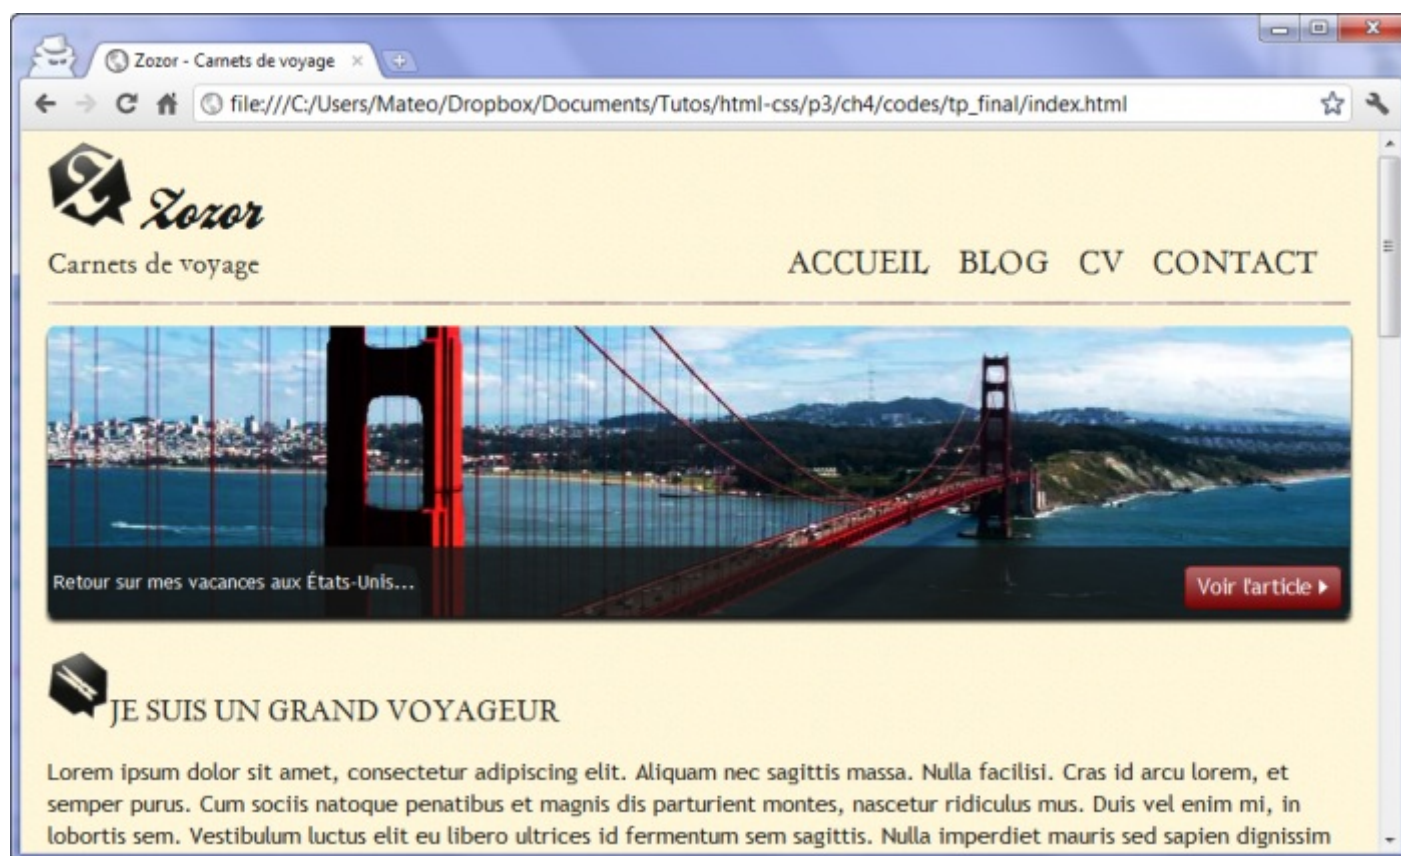 Zozor - Carnets de voyage
file:///C:/Users/Mateo/Dropbox/Documents/Tutos/html-css/p3/ch4/codes/tp_final/index.html
Zozor
Carnets de voyage
ACCUEIL BLOG CV CONTACT
Retour sur mes vacances aux États-Unis...
Voir l'article
JE SUIS UN GRAND VOYAGEUR
Lorem ipsum dolor sit amet, consectetur adipiscing elit. Aliquam nec sagittis massa. Nulla facilisi. Cras id arcu lorem, et
semper purus. Cum sociis natoque penatibus et magnis dis parturient montes, nascetur ridiculus mus. Duis vel enim mi, in
lobortis sem. Vestibulum luctus elit eu libero ultrices id fermentum sem sagittis. Nulla imperdiet mauris sed sapien dignissim